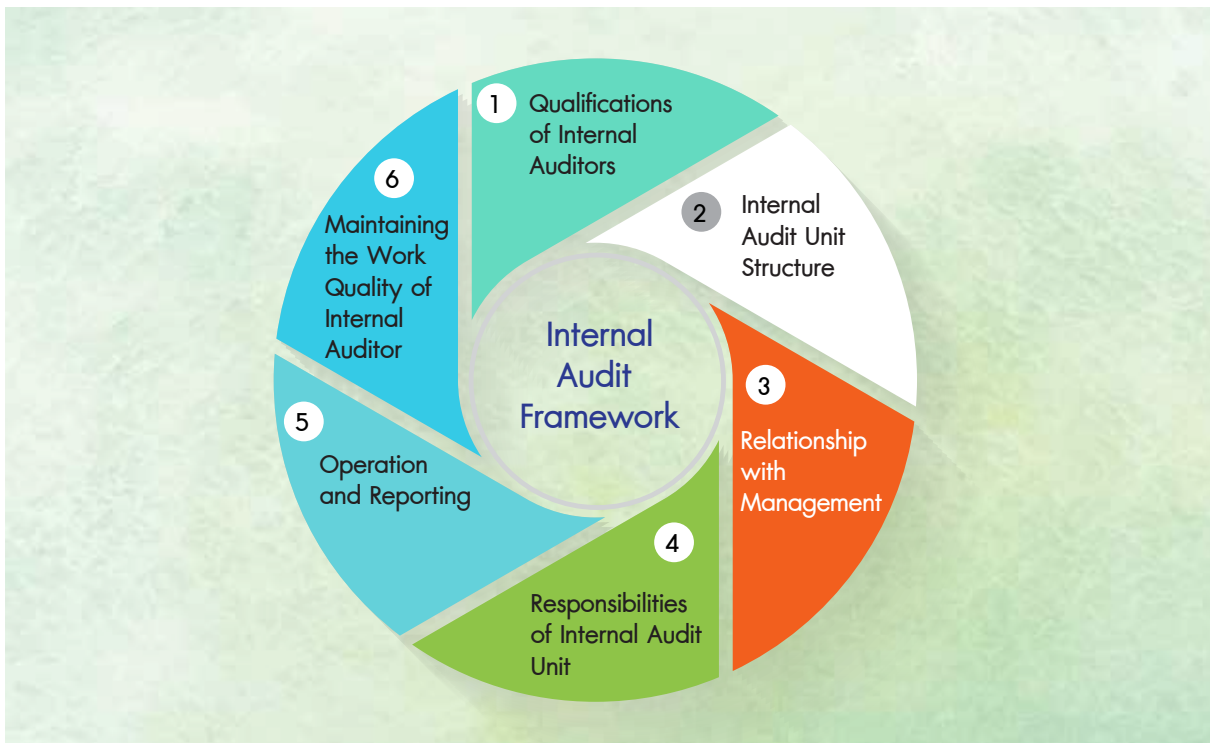 1
Qualifications
of Internal
Auditors
2
Internal
Audit Unit
Structure
3
Relationship
with
Management
4
Responsibilities
of Internal Audit
Unit
5
Operation
and Reporting
6
Maintaining
the Work
Quality of
Internal
Auditor
Internal
Audit
Framework